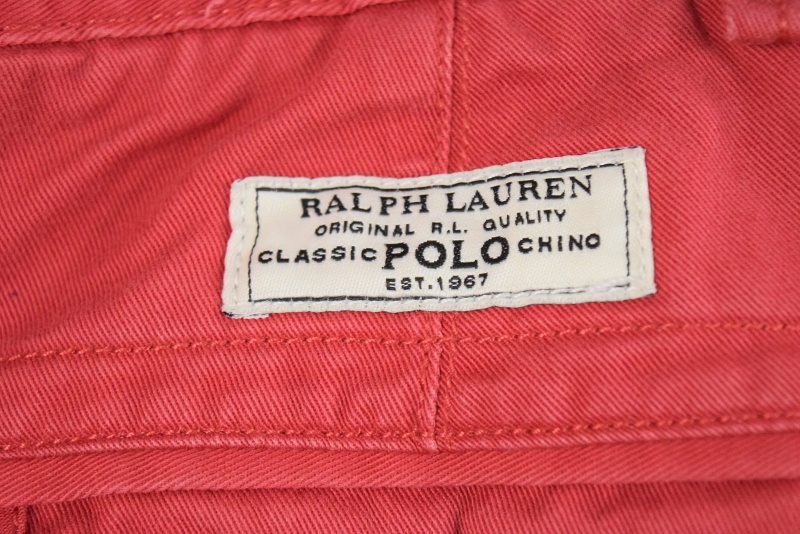 RALPH LAUREN
ORIGINAL R.L. QUALITY
CLASSIC POLO CHINO
EST. 1967